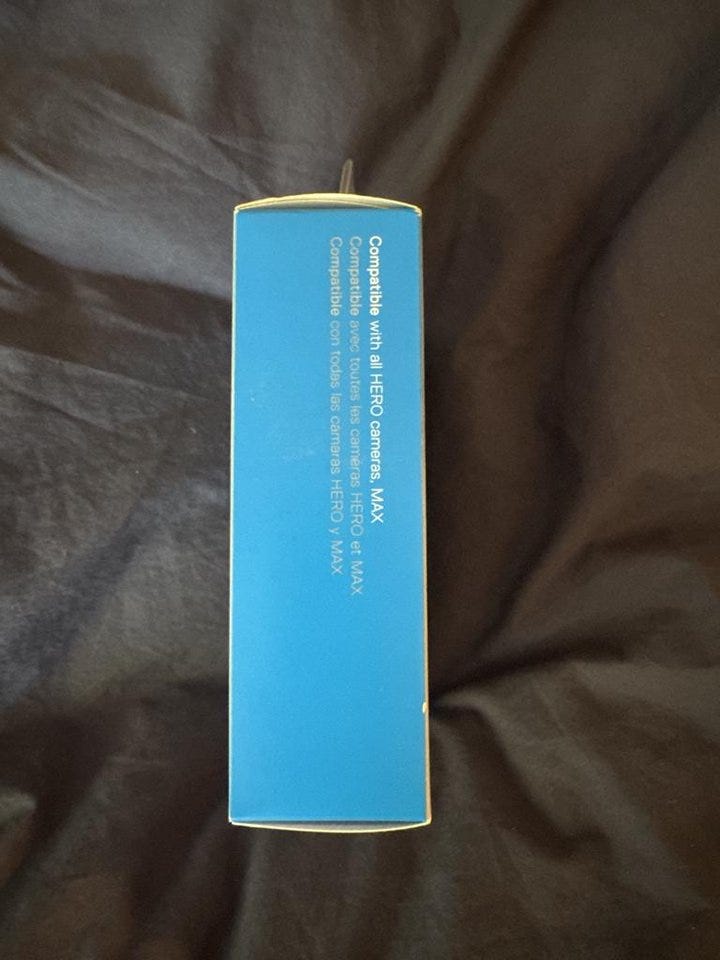 Compatible with all HERO cameras, MAX
Compatible avec toutes les caméras HERO et MAX
Compatible con todas las cámaras HERO y MAX